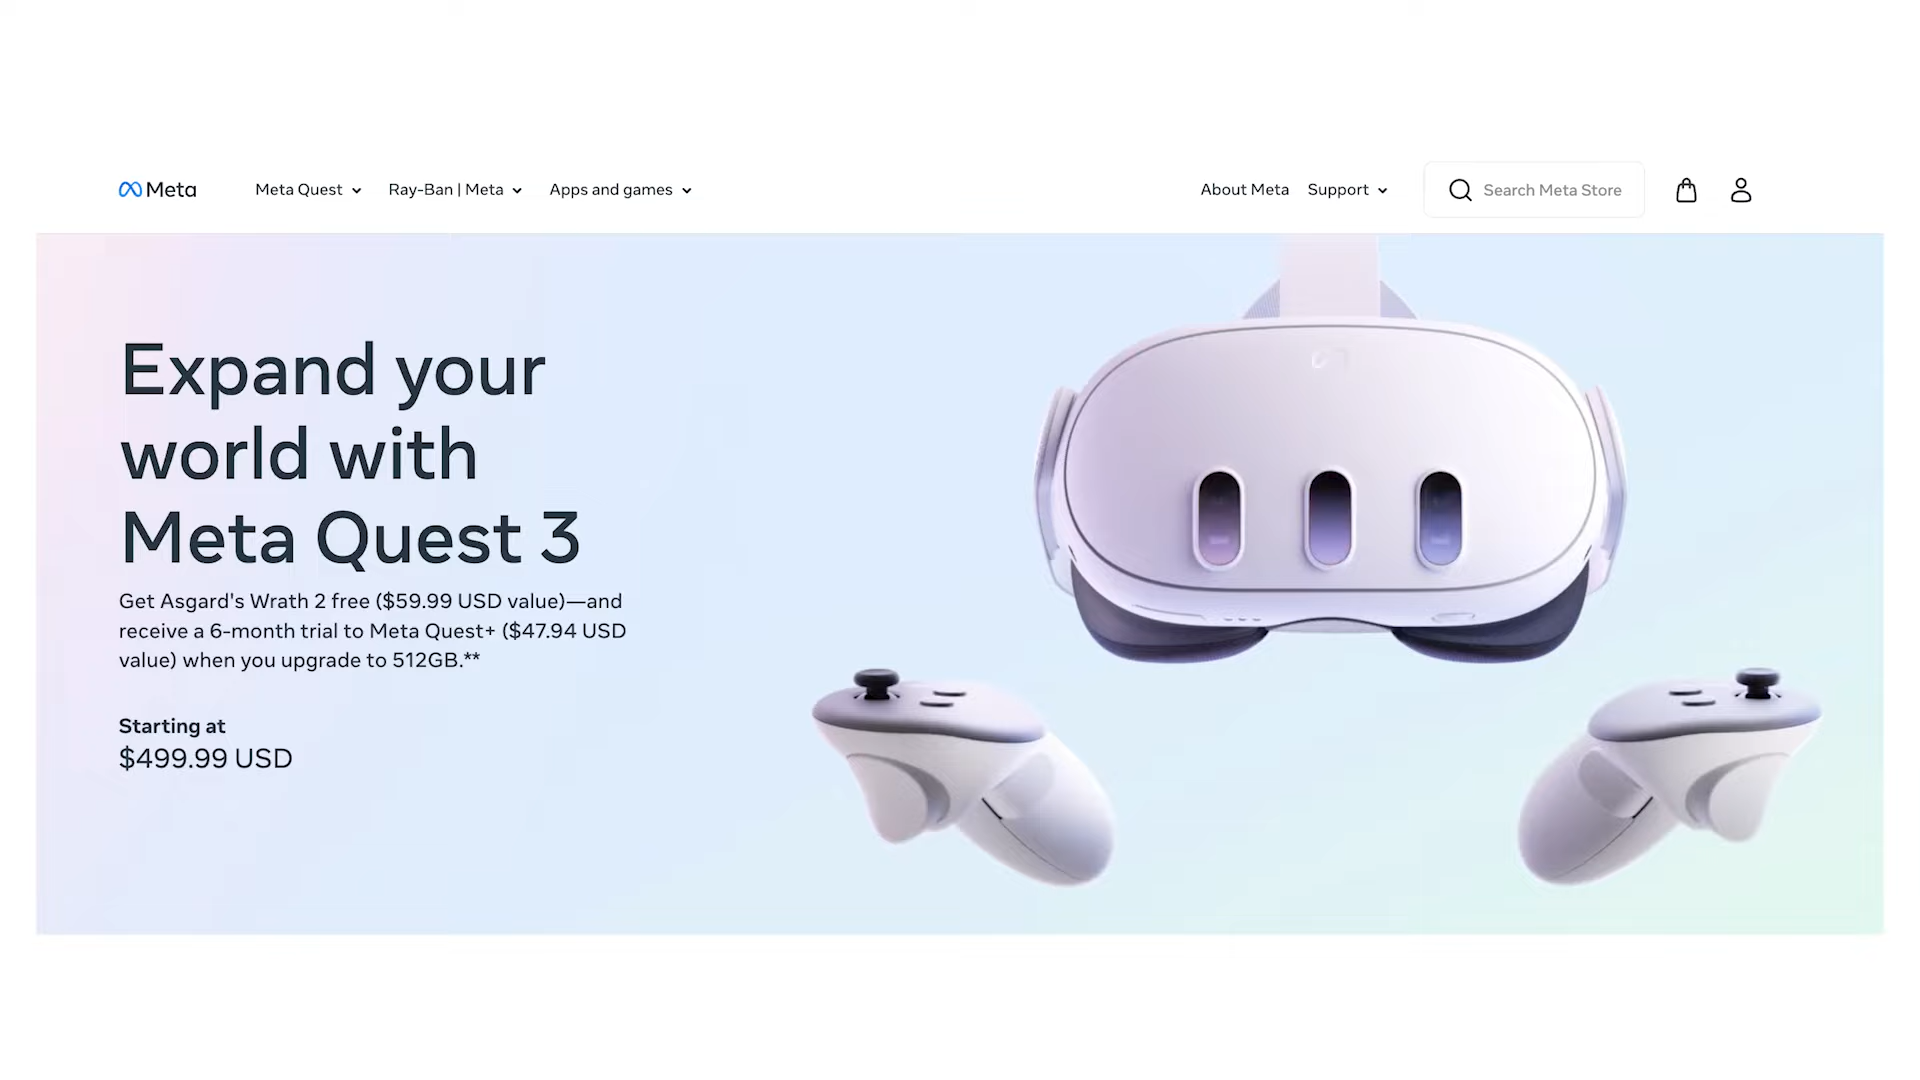 Meta
Meta Quest
Ray-Ban | Meta
Apps and games
About Meta
Support
Search Meta Store
Expand your
world with
Meta Quest 3
Get Asgard's Wrath 2 free ($59.99 USD value)—and
receive a 6-month trial to Meta Quest+ ($47.94 USD
value) when you upgrade to 512GB.**
Starting at
$499.99 USD